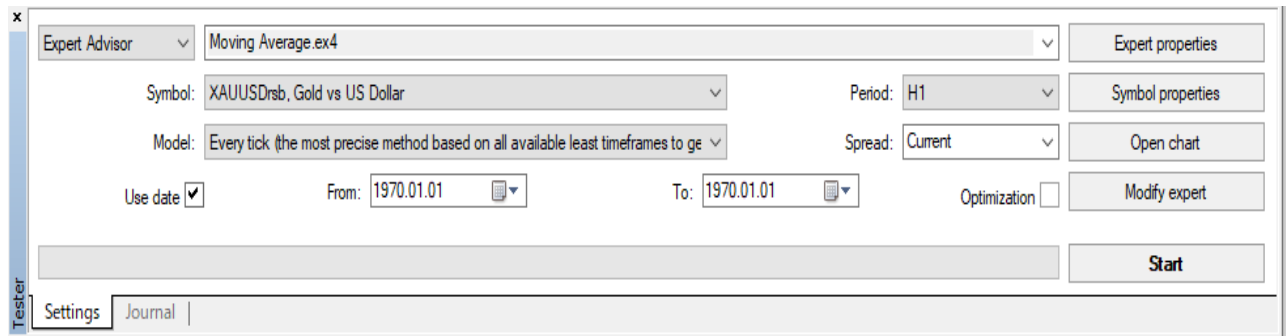 x
Expert Advisor Moving Average.ex4 Expert properties
Symbol: XAUUSDrsb, Gold vs US Dollar Period: H1 Symbol properties
Model: Every tick (the most precise method based on all available least timeframes to ge Spread: Current Open chart
Use date From: 1970.01.01 To: 1970.01.01 Optimization Modify expert
Start
Tester
Settings Journal